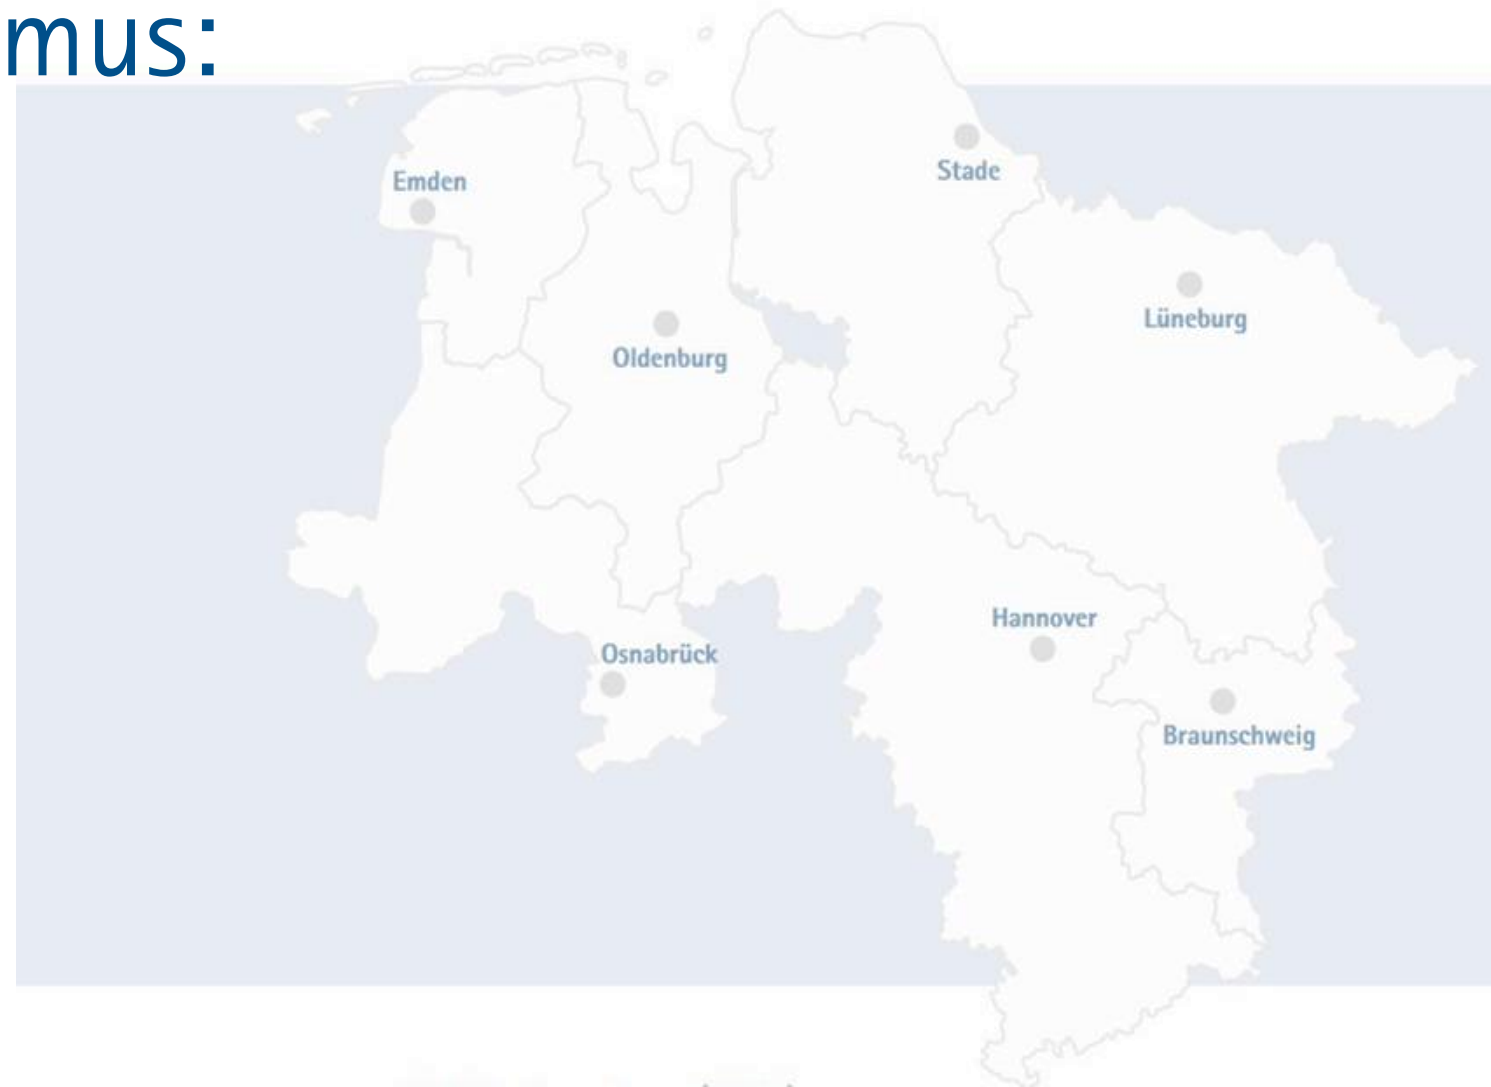 mus:
Stade
Emden
Lüneburg
Oldenburg
Hannover
Osnabrück
Braunschweig